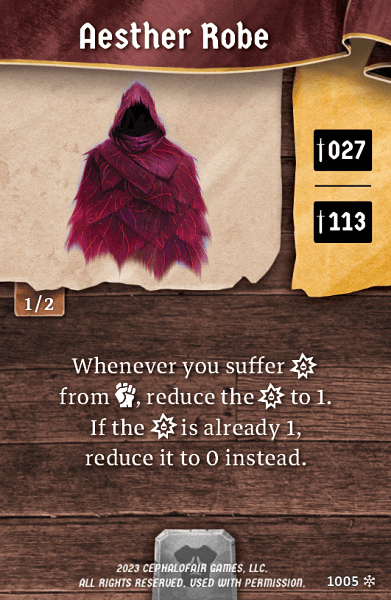 Aesther Robe
027
113
1/2
Whenever you suffer
from , reduce the to 1.
If the is already 1,
reduce it to 0 instead.
2023 CEPHALOFAIR GAMES, LLC.
ALL RIGHTS RESERVED. USED WITH PERMISSION.
1005